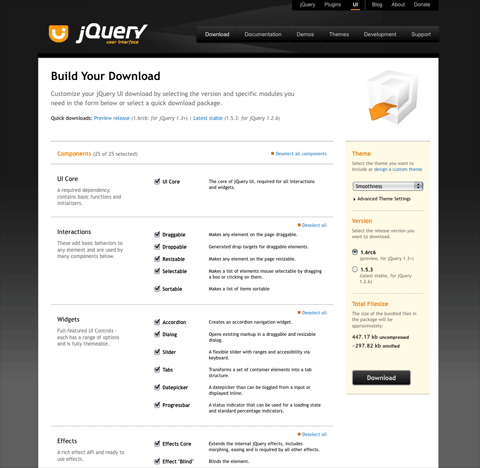 jQuery Plugins UI Blog About Donate
jQuery
user interface
Download Documentation Demos Themes Development Support
Build Your Download
Customize your jQuery UI download by selecting the version and specific modules you
need in the form below or select a quick download package.
Quick downloads: Preview release (1.6rc6: for jQuery 1.3+) | Latest stable (1.5.3: for jQuery 1.2.6)
Components (25 of 25 selected)
Deselect all components
UI Core
A required dependency,
contains basic functions and
initializers.
UI Core
The core of jQuery UI, required for all interactions
and widgets.
Deselect all
Interactions
These add basic behaviors to
any element and are used by
many components below.
Draggable Makes any element on the page draggable.
Droppable Generated drop targets for draggable elements.
Resizable Makes any element on the page resizable.
Selectable Makes a list of elements mouse selectable by dragging
a box or clicking on them.
Sortable Makes a list of items sortable
Deselect all
Widgets
Full-featured UI Controls -
each has a range of options
and is fully themeable.
Accordion Creates an accordion navigation widget.
Dialog Opens existing markup in a draggable and resizable
dialog.
Slider A flexible slider with ranges and accessibility via
keyboard.
Tabs Transforms a set of container elements into a tab
structure.
Datepicker A datepicker than can be toggled from a input or
displayed inline.
Progressbar A status indicator that can be used for a loading state
and standard percentage indicators.
Deselect all
Effects
A rich effect API and ready to
use effects.
Effects Core Extends the internal jQuery effects, includes
morphing, easing and is required by all other effects.
Effect "Blind" Blinds the element.
Theme
Select the theme you want to
include or design a custom theme
Smoothness
Advanced Theme Settings
Version
Select the release version you
want to download.
1.6rc6
(preview, for jQuery 1.3+)
1.5.3
(latest stable, for jQuery
1.2.6)
Total Filesize
The size of the bundled files in
the package will be
approximately:
447.17 kb uncompressed
~297.82 kb minified
Download